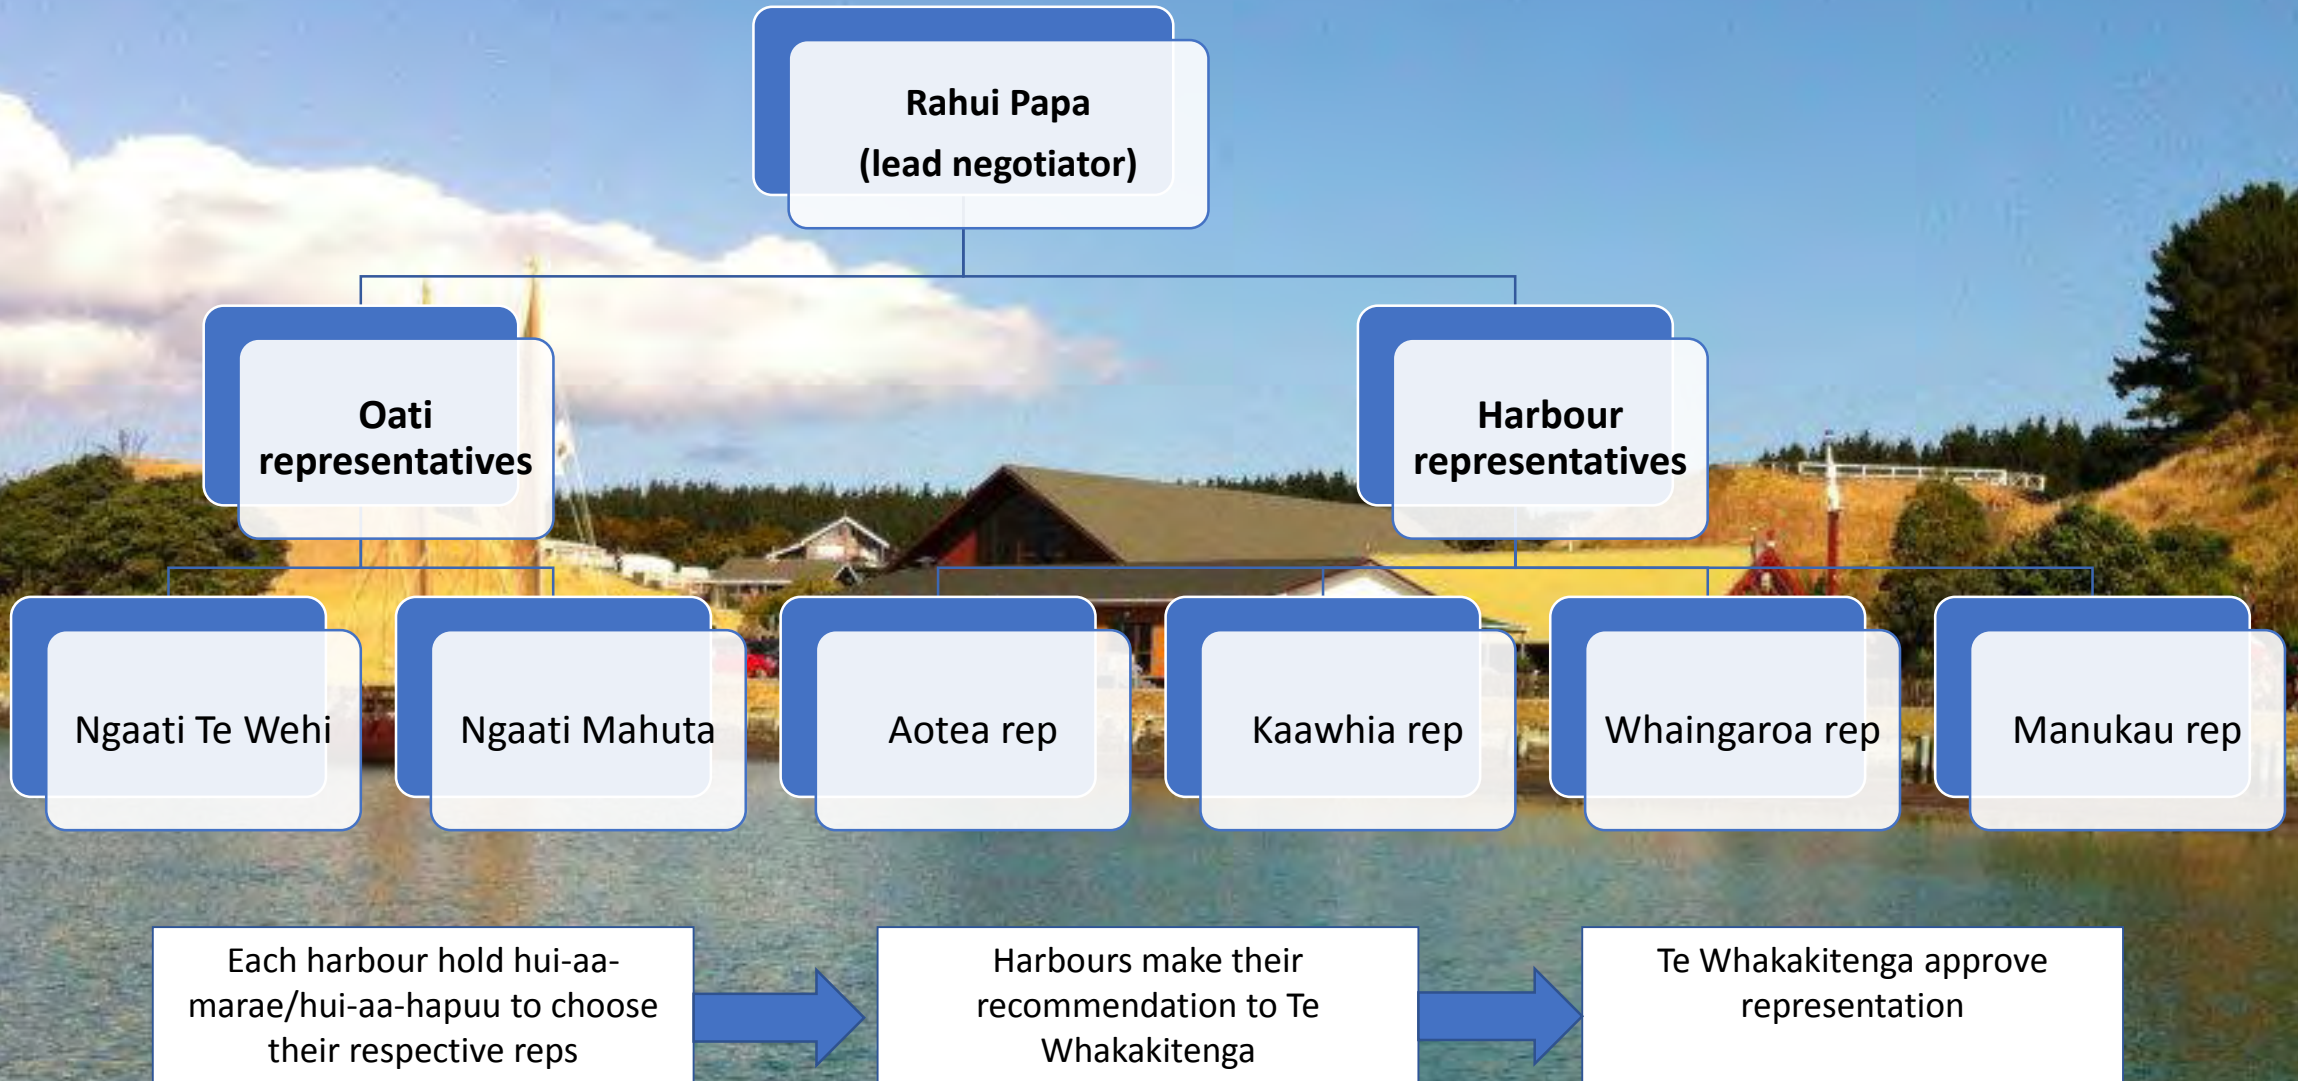 Rahui Papa
(lead negotiator)
Oati
representatives
Harbour
representatives
Ngaati Te Wehi
Ngaati Mahuta
Aotea rep
Kaawhia rep
Whaingaroa rep
Manukau rep
Each harbour hold hui-aa-
marae/hui-aa-hapuu to choose
their respective reps
Harbours make their
recommendation to Te
Whakakitenga
Te Whakakitenga approve
representation